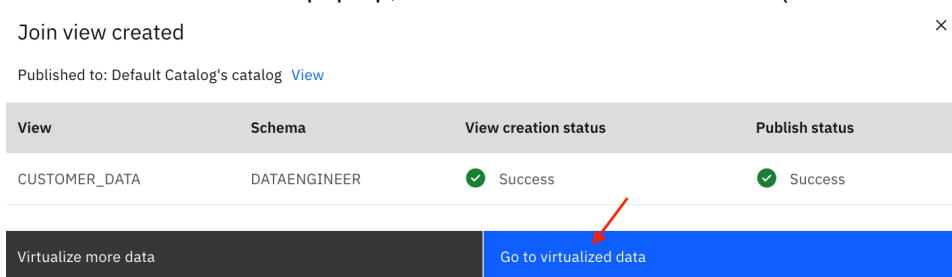 Join view created
Published to: Default Catalog's catalog View
View Schema View creation status Publish status
CUSTOMER_DATA DATAENGINEER Success Success
Virtualize more data Go to virtualized data